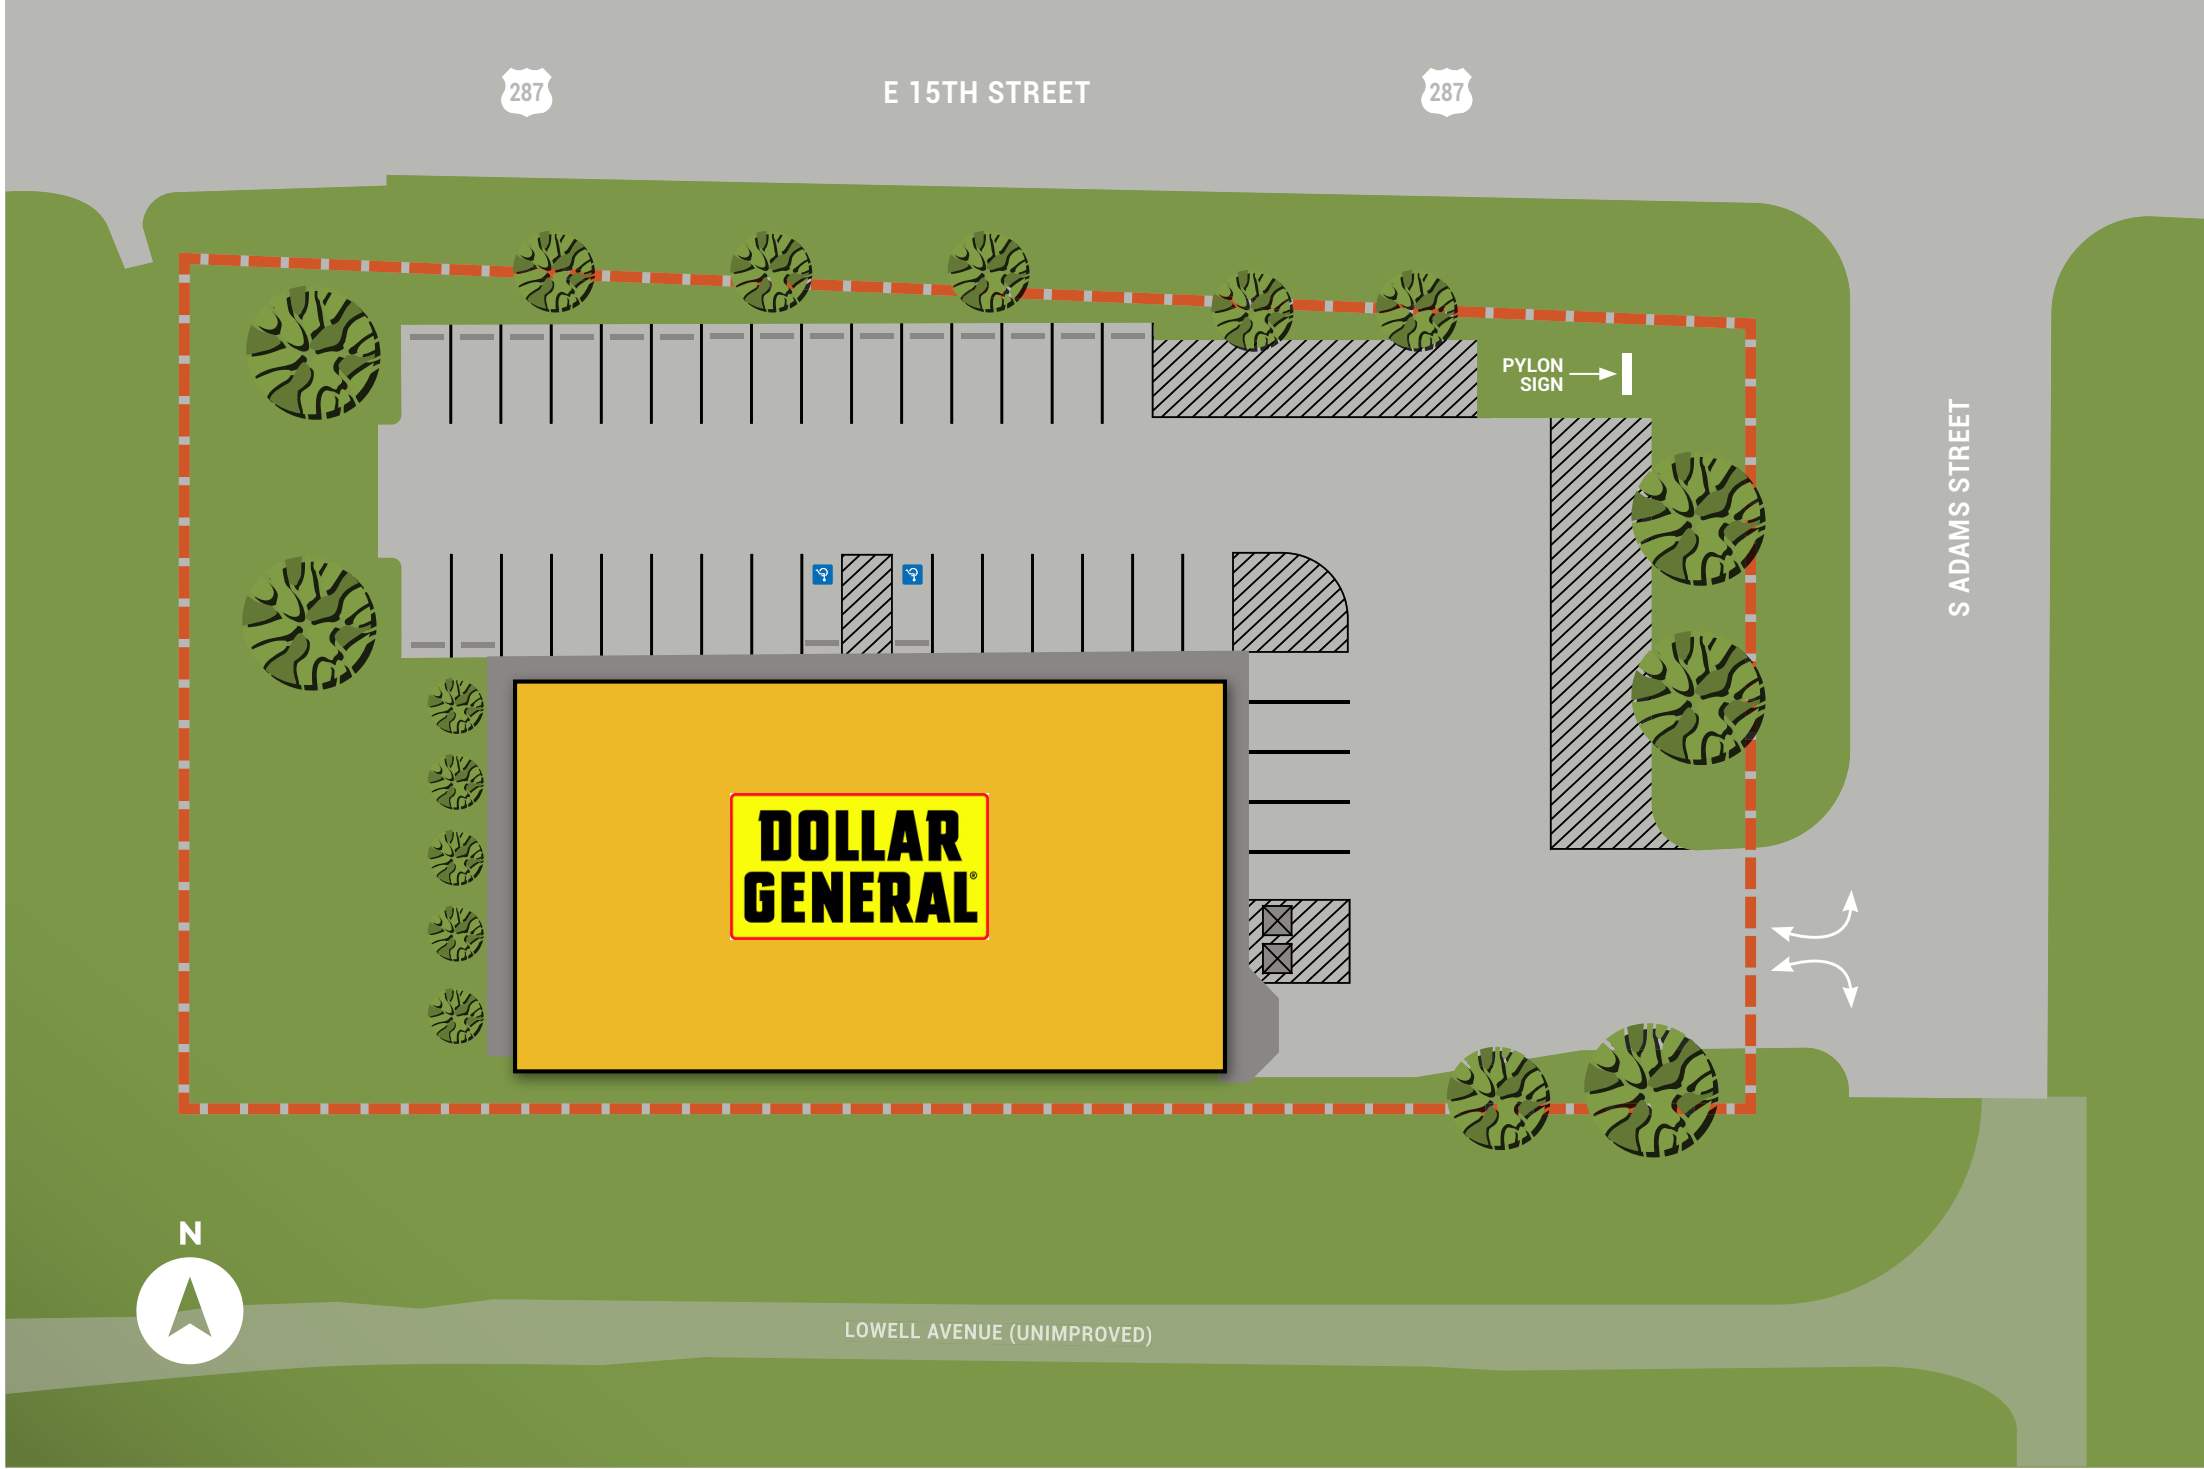 287
E 15TH STREET
287
PYLON
SIGN
S ADAMS STREET
DOLLAR
GENERAL®
N
LOWELL AVENUE (UNIMPROVED)